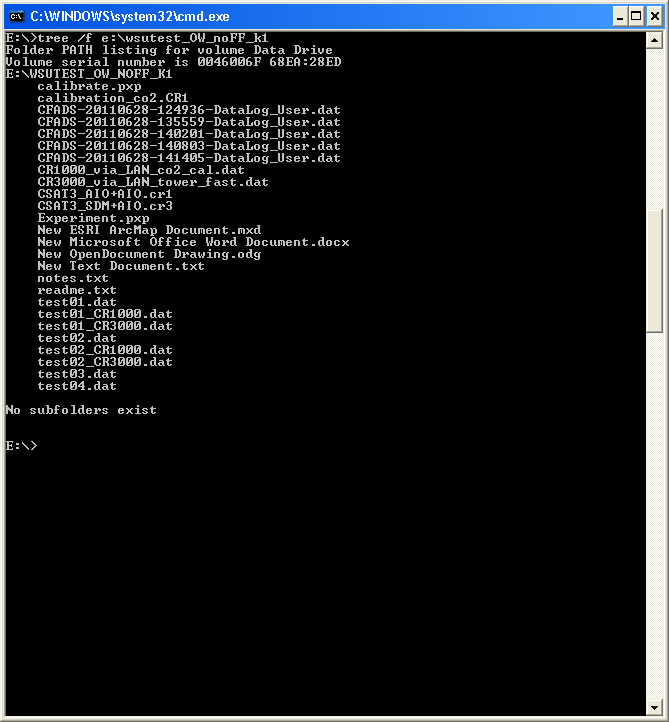 C:\WINDOWS\system32\cmd.exe
E:\>tree /f e:\wsutest_OW_noFF_k1
Folder PATH listing for volume Data Drive
Volume serial number is 0046006F 68EA:28ED
E:\WSUTEST_OW_NOFF_K1
    calibrate.pxp
    calibration_co2.CR1
    CFADS-20110628-124936-DataLog_User.dat
    CFADS-20110628-135559-DataLog_User.dat
    CFADS-20110628-140201-DataLog_User.dat
    CFADS-20110628-140803-DataLog_User.dat
    CFADS-20110628-141405-DataLog_User.dat
    CR1000_via_LAN_co2_cal.dat
    CR3000_via_LAN_tower_fast.dat
    CSAT3_AIO+AIO.cr1
    CSAT3_SDM+AIO.cr3
    Experiment.pxp
    New ESRI ArcMap Document.mxd
    New Microsoft Office Word Document.docx
    New OpenDocument Drawing.odg
    New Text Document.txt
    notes.txt
    readme.txt
    test01.dat
    test01_CR1000.dat
    test01_CR3000.dat
    test02.dat
    test02_CR1000.dat
    test02_CR3000.dat
    test03.dat
    test04.dat
No subfolders exist
E:\>